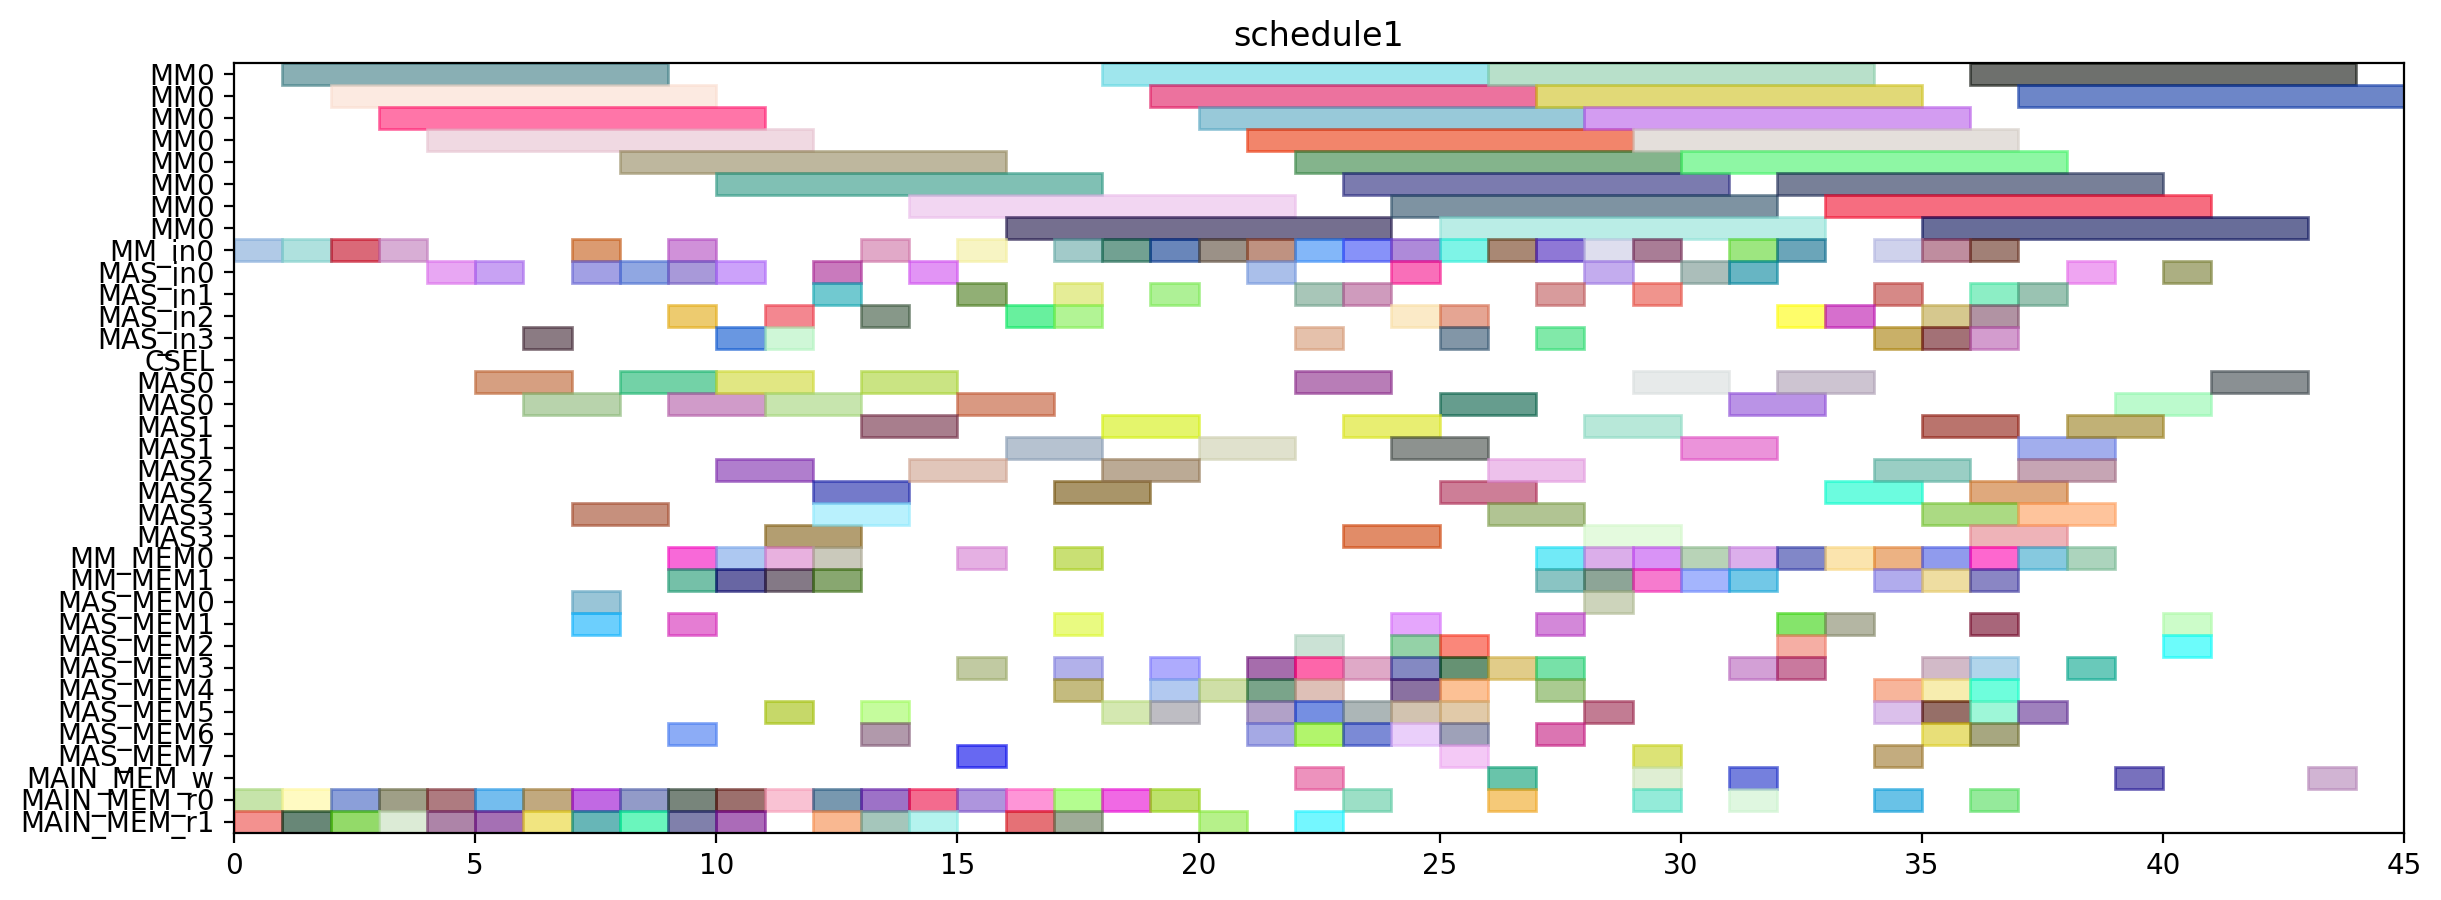 schedule1
MM0
MM0
MM0
MM0
MM0
MM0
MM0
MM0
MM_in0
MAS_in0
MAS_in1
MAS_in2
MAS_in3
CSEL
MAS0
MAS0
MAS1
MAS1
MAS2
MAS2
MAS3
MAS3
MM_MEM0
MM_MEM1
MAS_MEM0
MAS_MEM1
MAS_MEM2
MAS_MEM3
MAS_MEM4
MAS_MEM5
MAS_MEM6
MAS_MEM7
MAIN_MEM_w
MAIN_MEM_r0
MAIN_MEM_r1
0 5 10 15 20 25 30 35 40 45